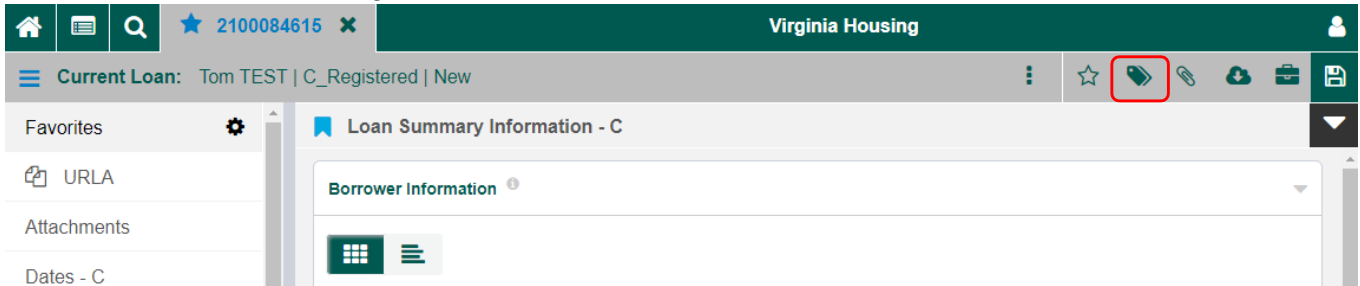 2100084615
Virginia Housing
Current Loan: Tom TEST | C_Registered | New
Favorites
Loan Summary Information - C
URLA
Borrower Information
Attachments
Dates - C